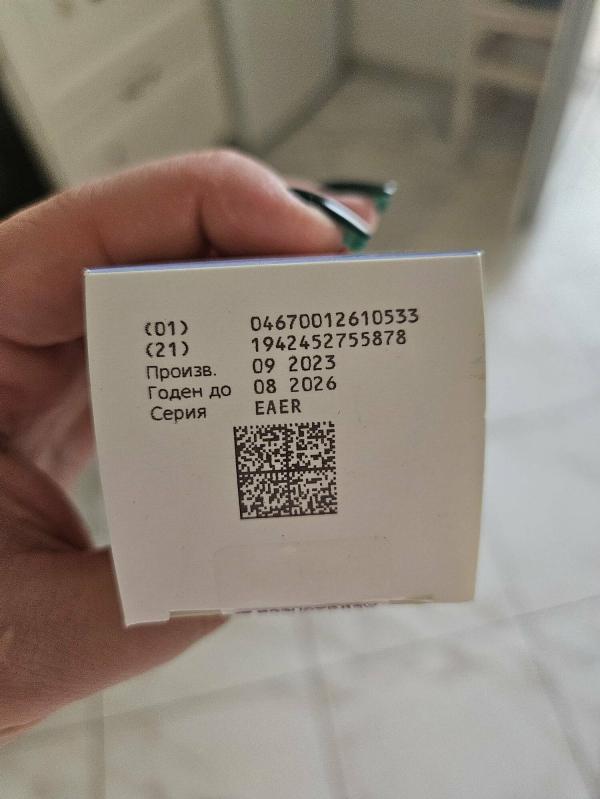 (01) 04670012610533
(21) 1942452755878
Произв. 09 2023
Годен до 08 2026
Серия EAER